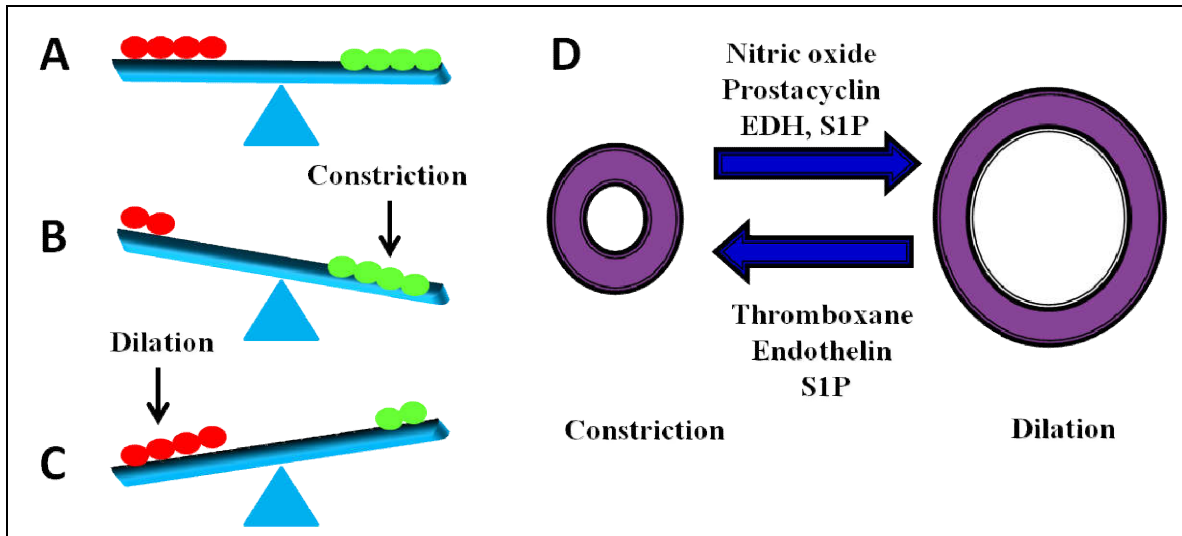 A
B
C
Constriction
Dilation
D
Nitric oxide
Prostacyclin
EDH, S1P
Thromboxane
Endothelin
S1P
Constriction
Dilation